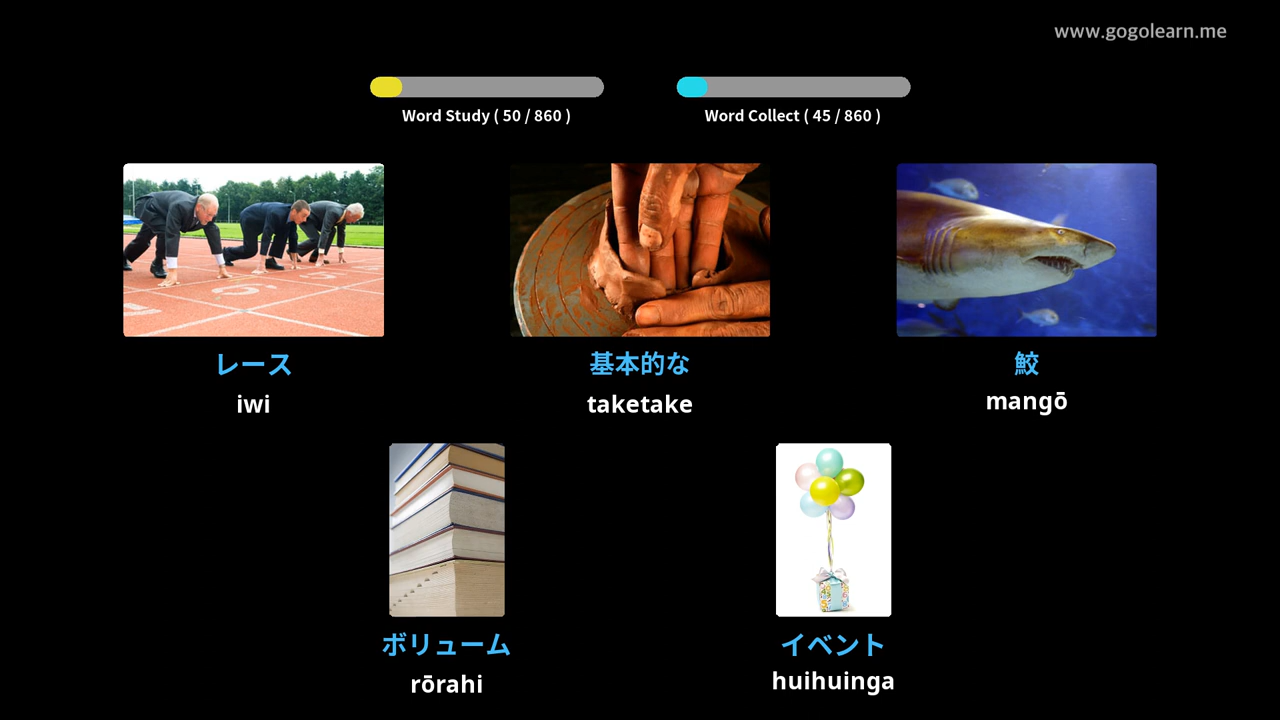 www.gogolearn.me
Word Study ( 50 / 860 )
Word Collect ( 45 / 860 )
レース
iwi
基本的な
taketake
鮫
mangō
ボリューム
rōrahi
イベント
huihuinga